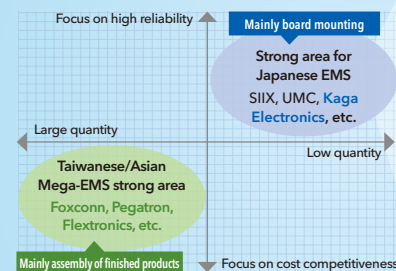 Focus on high reliability
Mainly board mounting
Strong area for
Japanese EMS
SIIX, UMC, Kaga
Electronics, etc.
Large quantity
Low quantity
Taiwanese/Asian
Mega-EMS strong area
Foxconn, Pegatron,
Flextronics, etc.
Mainly assembly of finished products
Focus on cost competitiveness